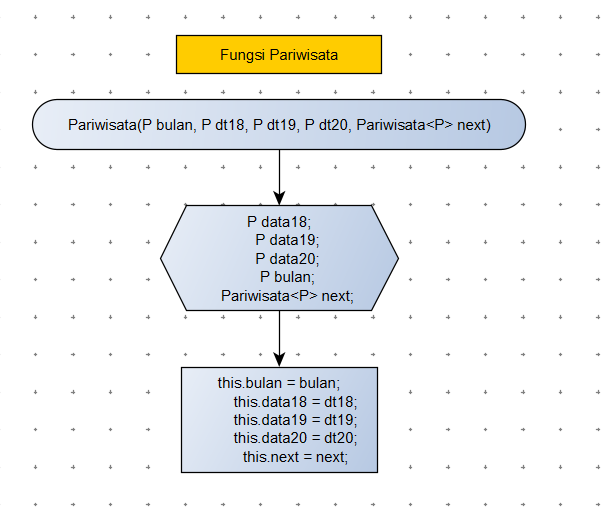 Fungsi Pariwisata
Pariwisata(P bulan, P dt18, P dt19, P dt20, Pariwisata<P> next)
P data18;
P data19;
P data20;
P bulan;
Pariwisata<P> next;
this.bulan = bulan;
this.data18 = dt18;
this.data19 = dt19;
this.data20 = dt20;
this.next = next;